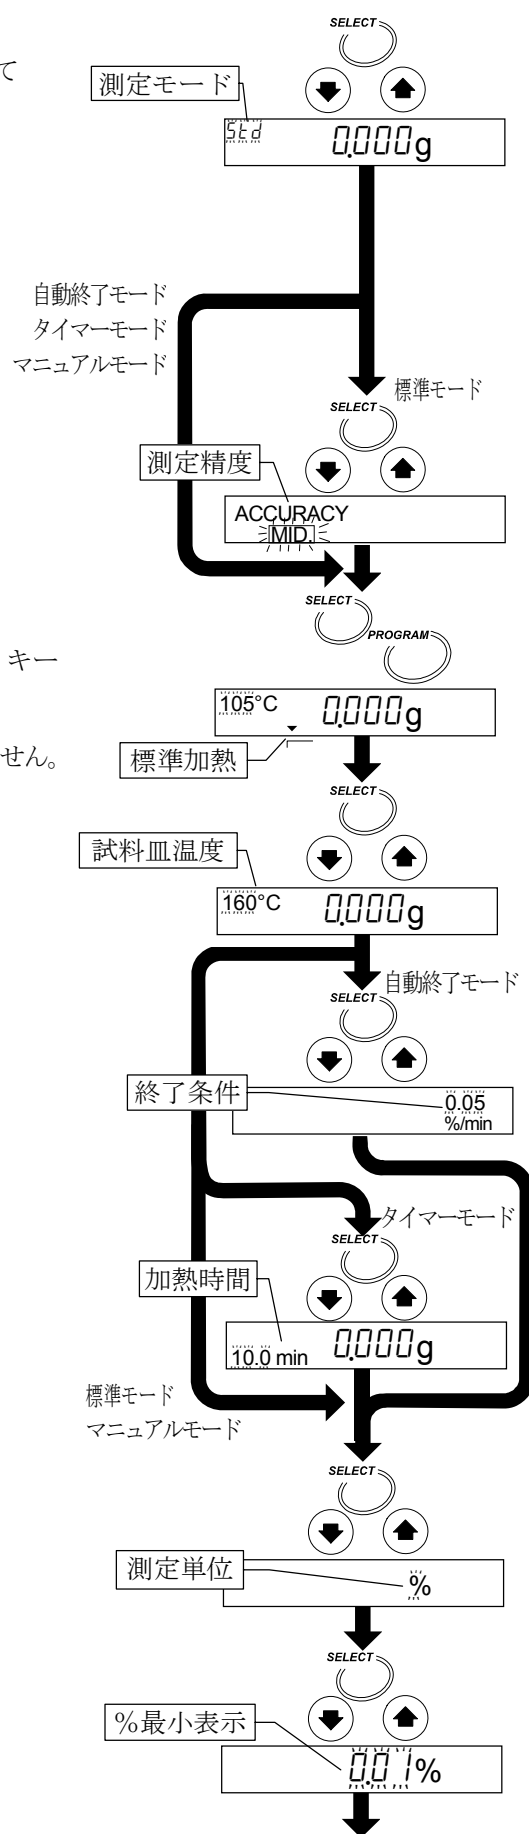 SELECT
て
測定モード
Std
0.000g
自動終了モード
タイマーモード
マニュアルモード
標準モード
SELECT
測定精度
ACCURACY
MID.
SELECT
PROGRAM
キー
105°C
0.000g
せん。
標準加熱
SELECT
試料皿温度
160°C
0.000g
自動終了モード
SELECT
終了条件
0.05
%/min
タイマーモード
SELECT
加熱時間
10.0 min
0.000g
標準モード
マニュアルモード
SELECT
測定単位
%
SELECT
%最小表示
0.01%